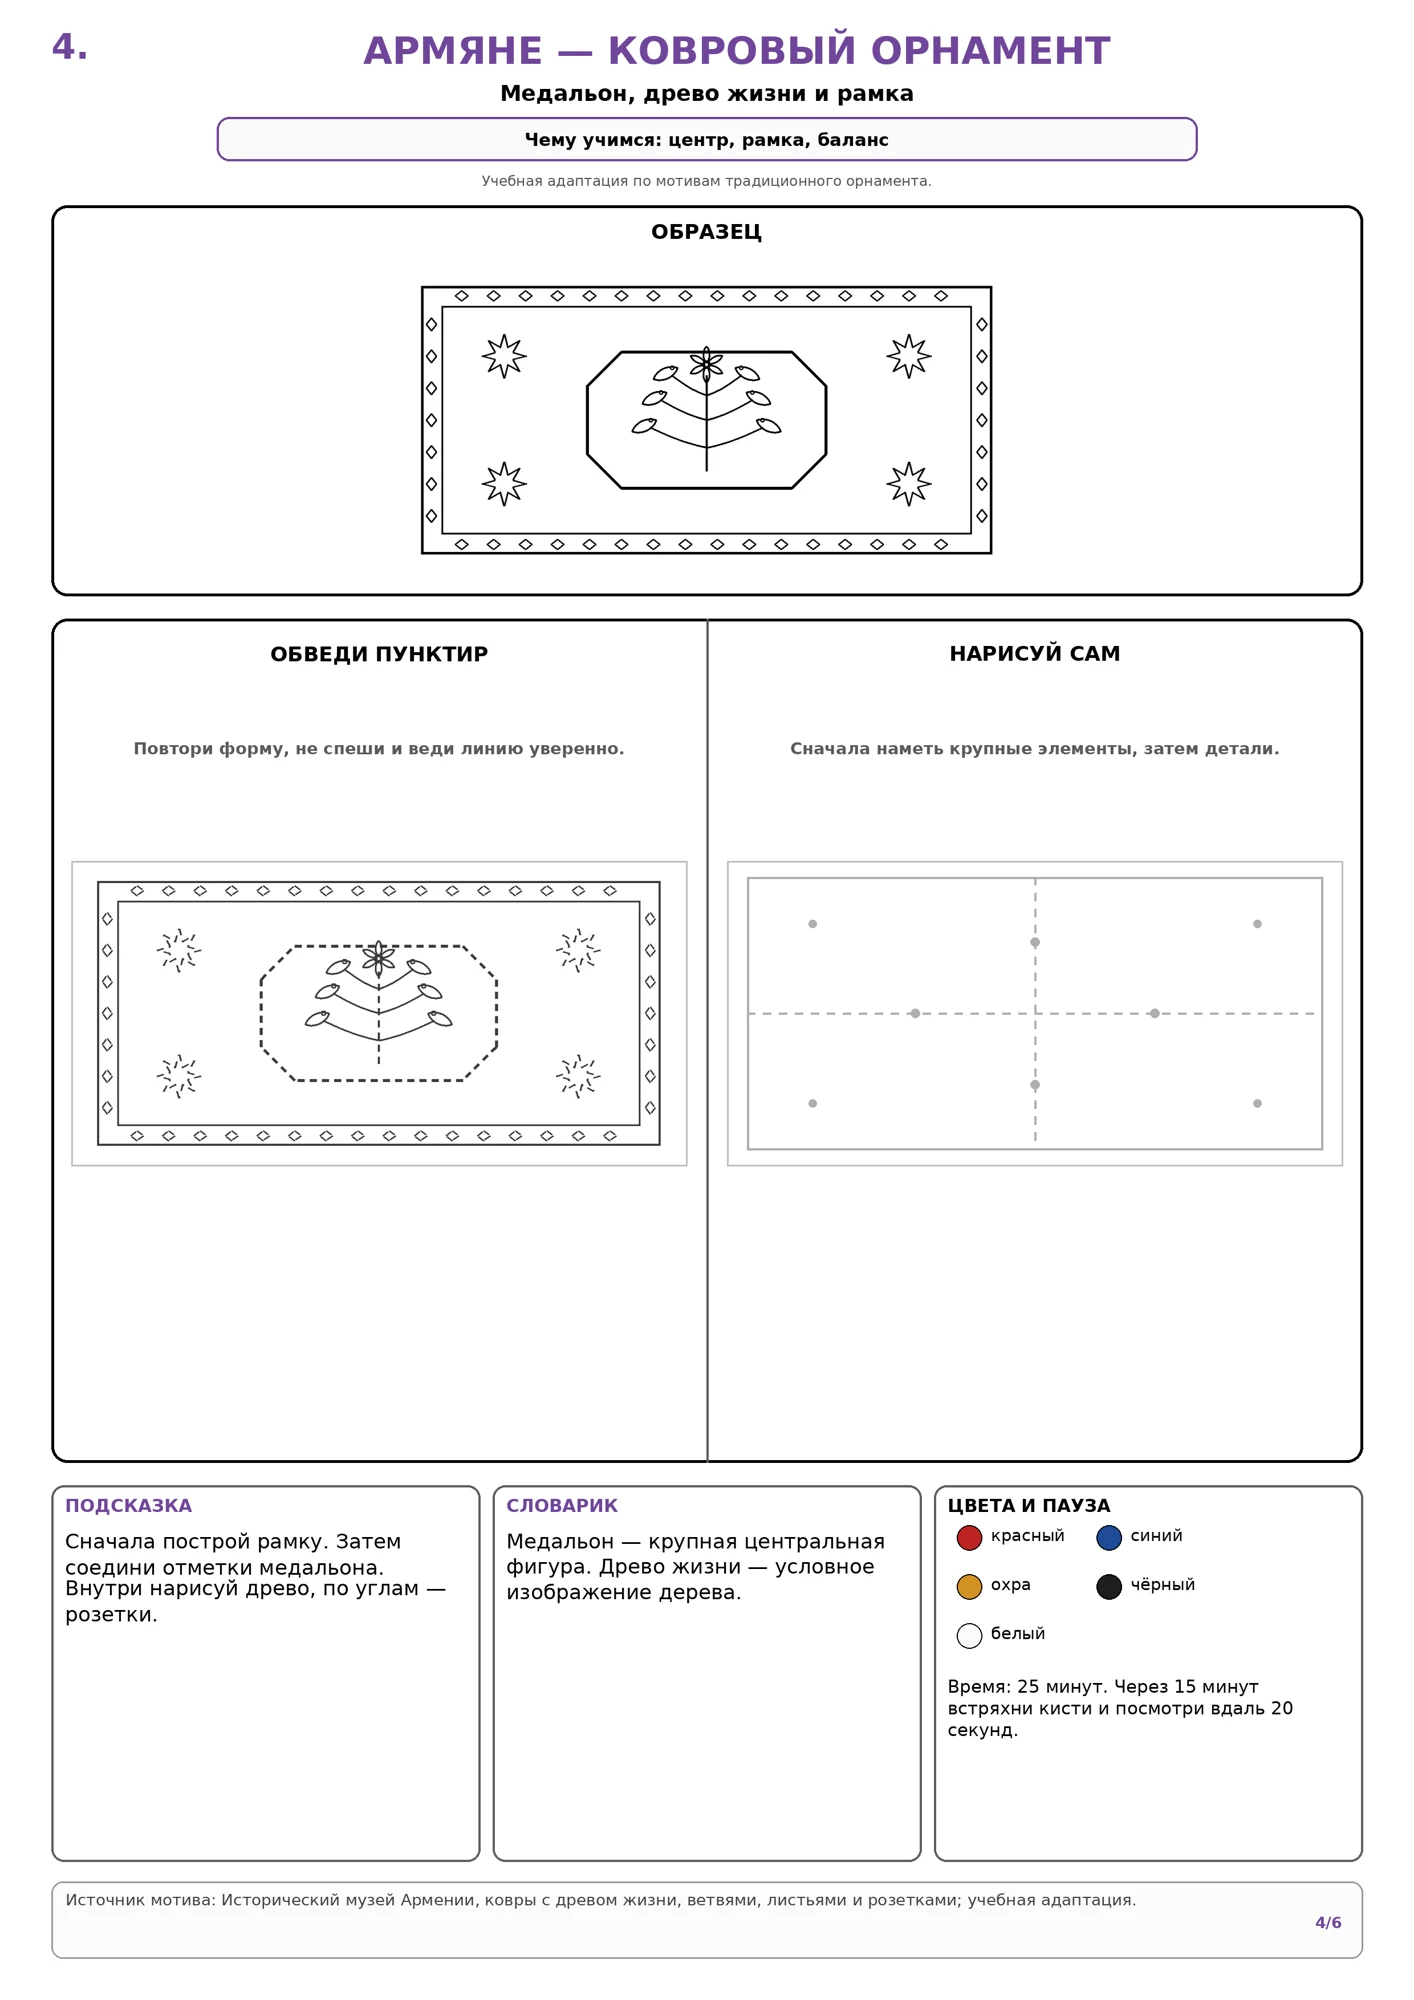 4.
АРМЯНЕ — КОВРОВЫЙ ОРНАМЕНТ
Медальон, древо жизни и рамка
Чему учимся: центр, рамка, баланс
Учебная адаптация по мотивам традиционного орнамента.
ОБРАЗЕЦ
ОБВЕДИ ПУНКТИР
Повтори форму, не спеши и веди линию уверенно.
НАРИСУЙ САМ
Сначала наметь крупные элементы, затем детали.
ПОДСКАЗКА
Сначала построй рамку. Затем
соедини отметки медальона.
Внутри нарисуй древо, по углам —
розетки.
СЛОВАРИК
Медальон — крупная центральная
фигура. Древо жизни — условное
изображение дерева.
ЦВЕТА И ПАУЗА
красный
синий
охра
чёрный
белый
Время: 25 минут. Через 15 минут
встряхни кисти и посмотри вдаль 20
секунд.
Источник мотива: Исторический музей Армении, ковры с древом жизни, ветвями, листьями и розетками; учебная адаптация.
4/6